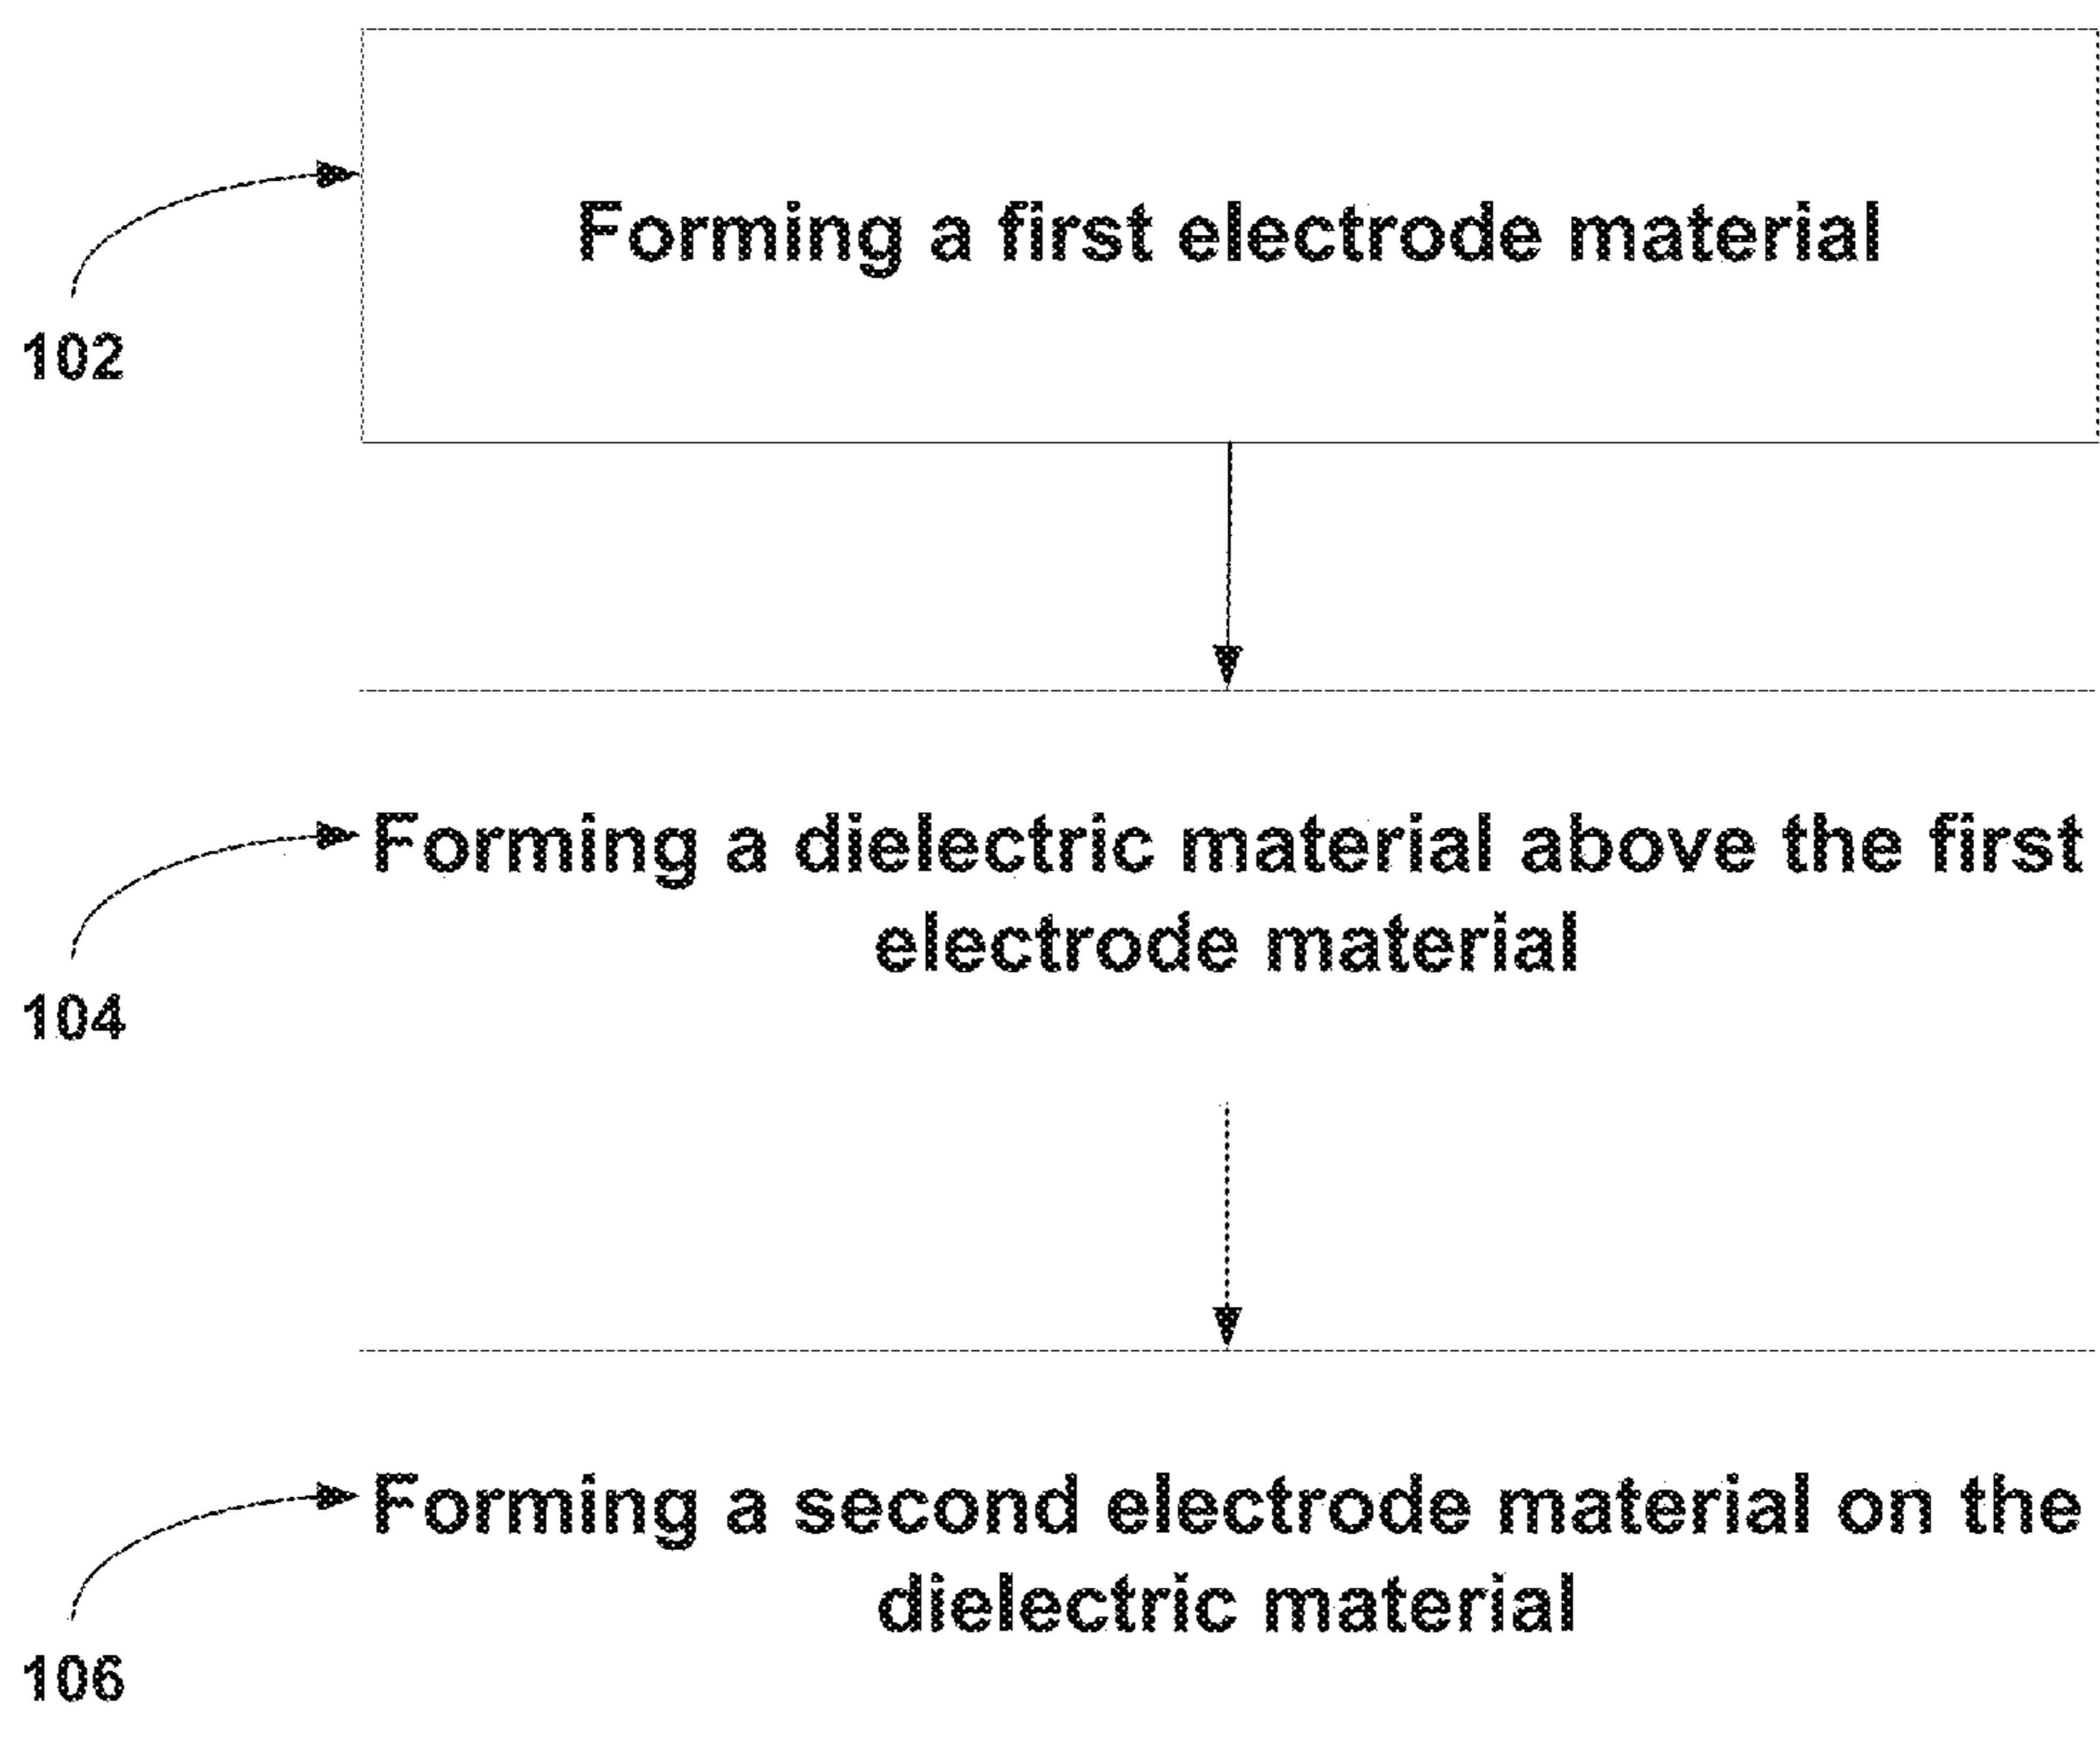 Forming a first electrode material
102
Forming a dielectric material above the first
electrode material
104
Forming a second electrode material on the
dielectric material
106